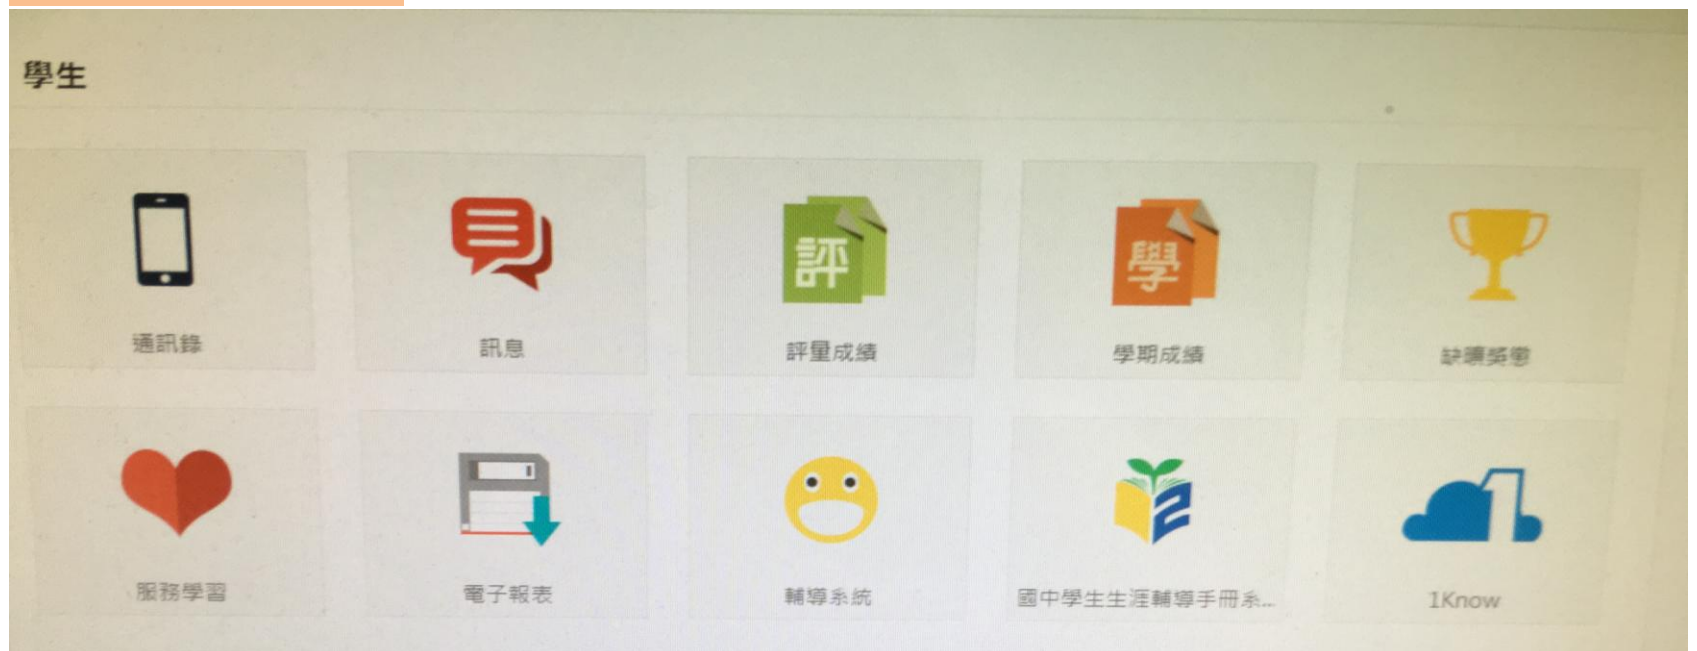 學生
評
學
通訊錄
訊息
評量成績
學期成績
缺曠獎懲
服務學習
電子報表
輔導系統
國中學生生涯輔導手冊系...
1Know